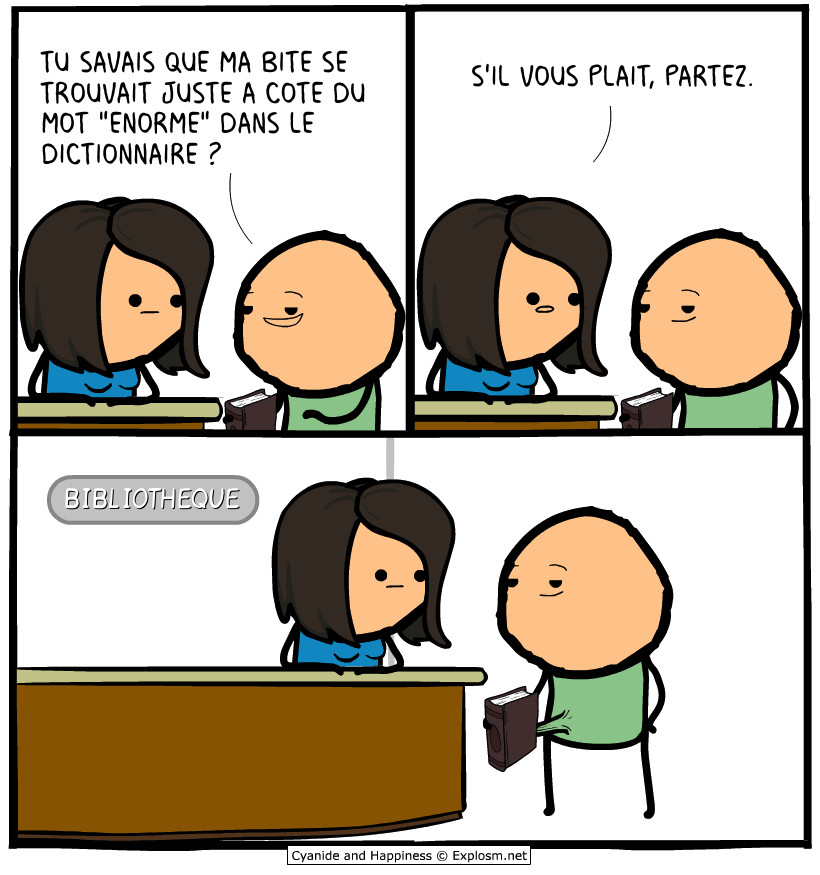 TU SAVAIS QUE MA BITE SE
TROUVAIT JUSTE A COTE DU
MOT "ENORME" DANS LE
DICTIONNAIRE ?
S'IL VOUS PLAIT, PARTEZ.
BIBLIOTHEQUE
Cyanide and Happiness © Explosm.net